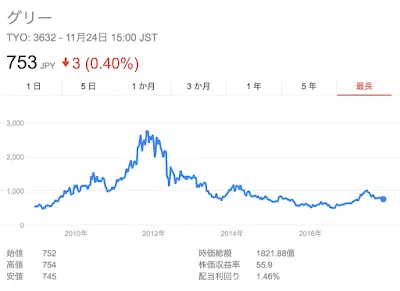 グリー
TYO: 3632 - 11月24日 15:00 JST
753 JPY 3 (0.40%)
1 日 5 日 1 か月 3 か月 1 年 5 年 最長
3,000
2,000
1,000
0
2010年 2012年 2014年 2016年
始値 752 時価総額 1821.88億
高値 754 株価収益率 55.9
安値 745 配当利回り 1.46%